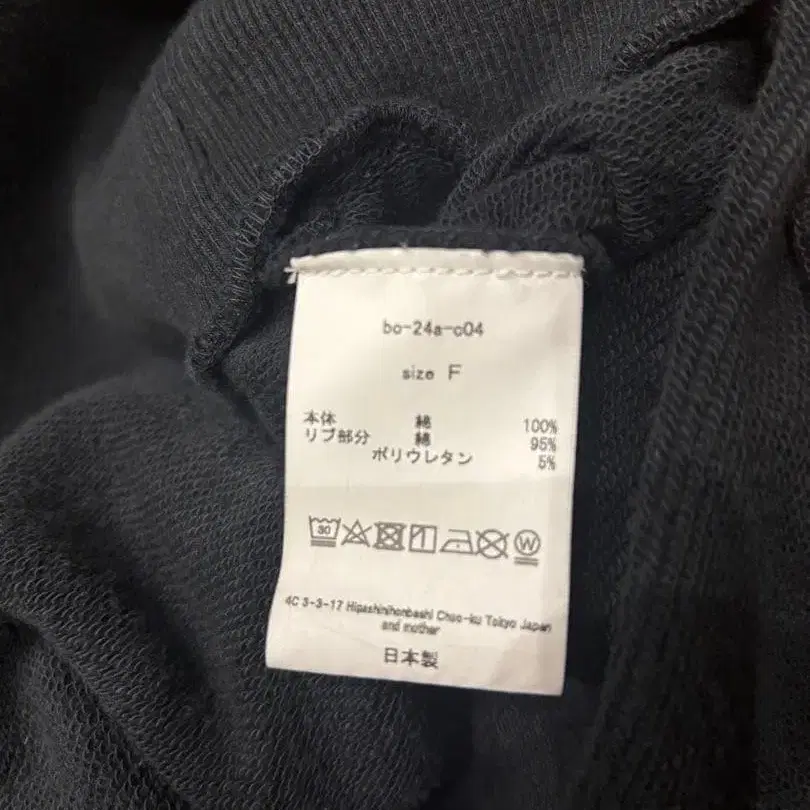 bo-24a-c04
size F
本体 綿 100%
リブ部分 綿 95%
ポリウレタン 5%
30
W
4C 3-3-17 Higashinihonbashi Chuo-ku Tokyo Japan
and mother
日本製